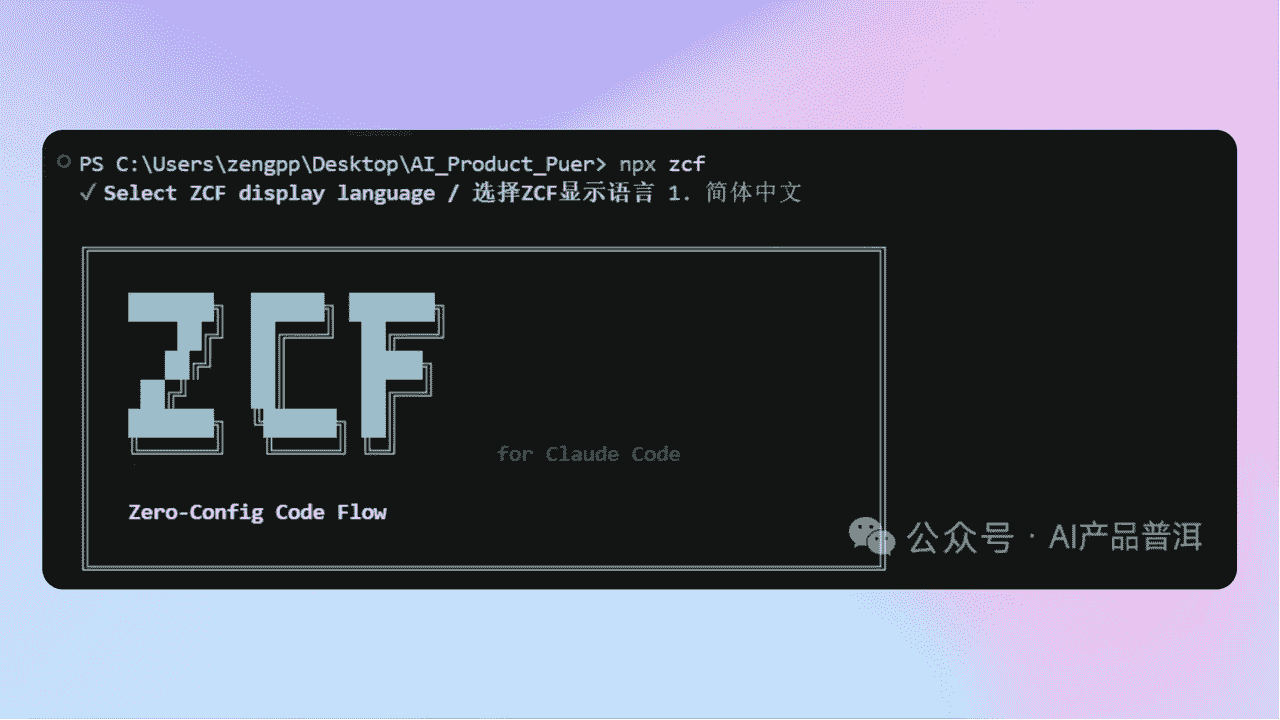 PS C:\Users\zengpp\Desktop\AI_Product_Puer> npx zcf
✓ Select ZCF display language / 选择ZCF显示语言 1. 简体中文
ZCF
for Claude Code
Zero-Config Code Flow
公众号 · AI产品普洱